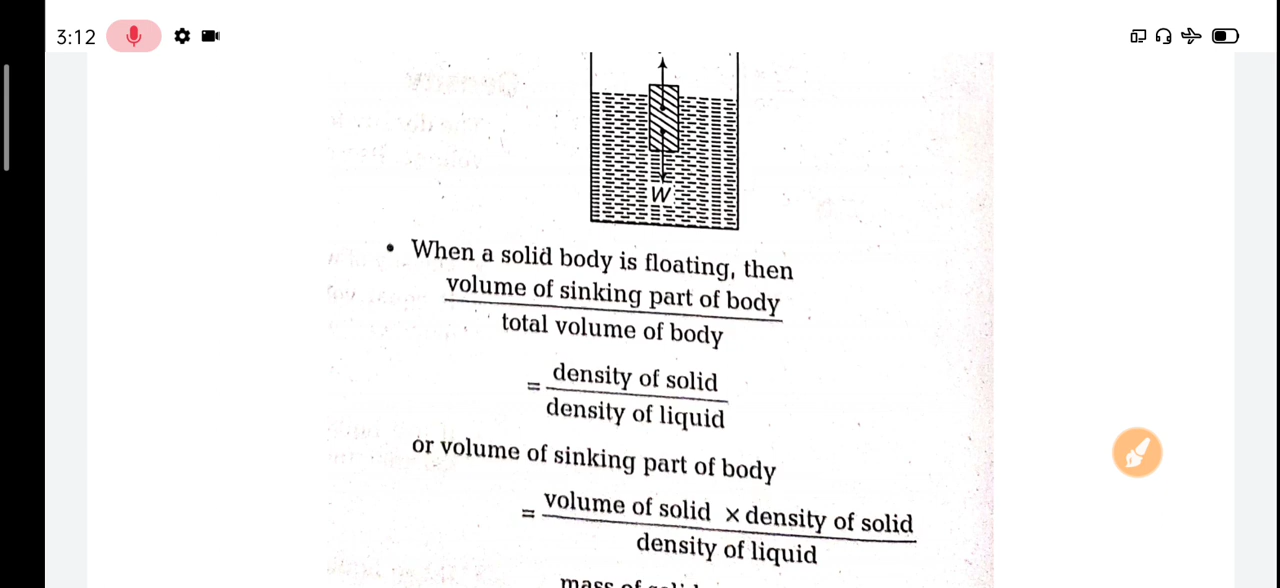 3:12
W
• When a solid body is floating, then
volume of sinking part of body
total volume of body
= density of solid
density of liquid
or volume of sinking part of body
= volume of solid × density of solid
density of liquid
mass of